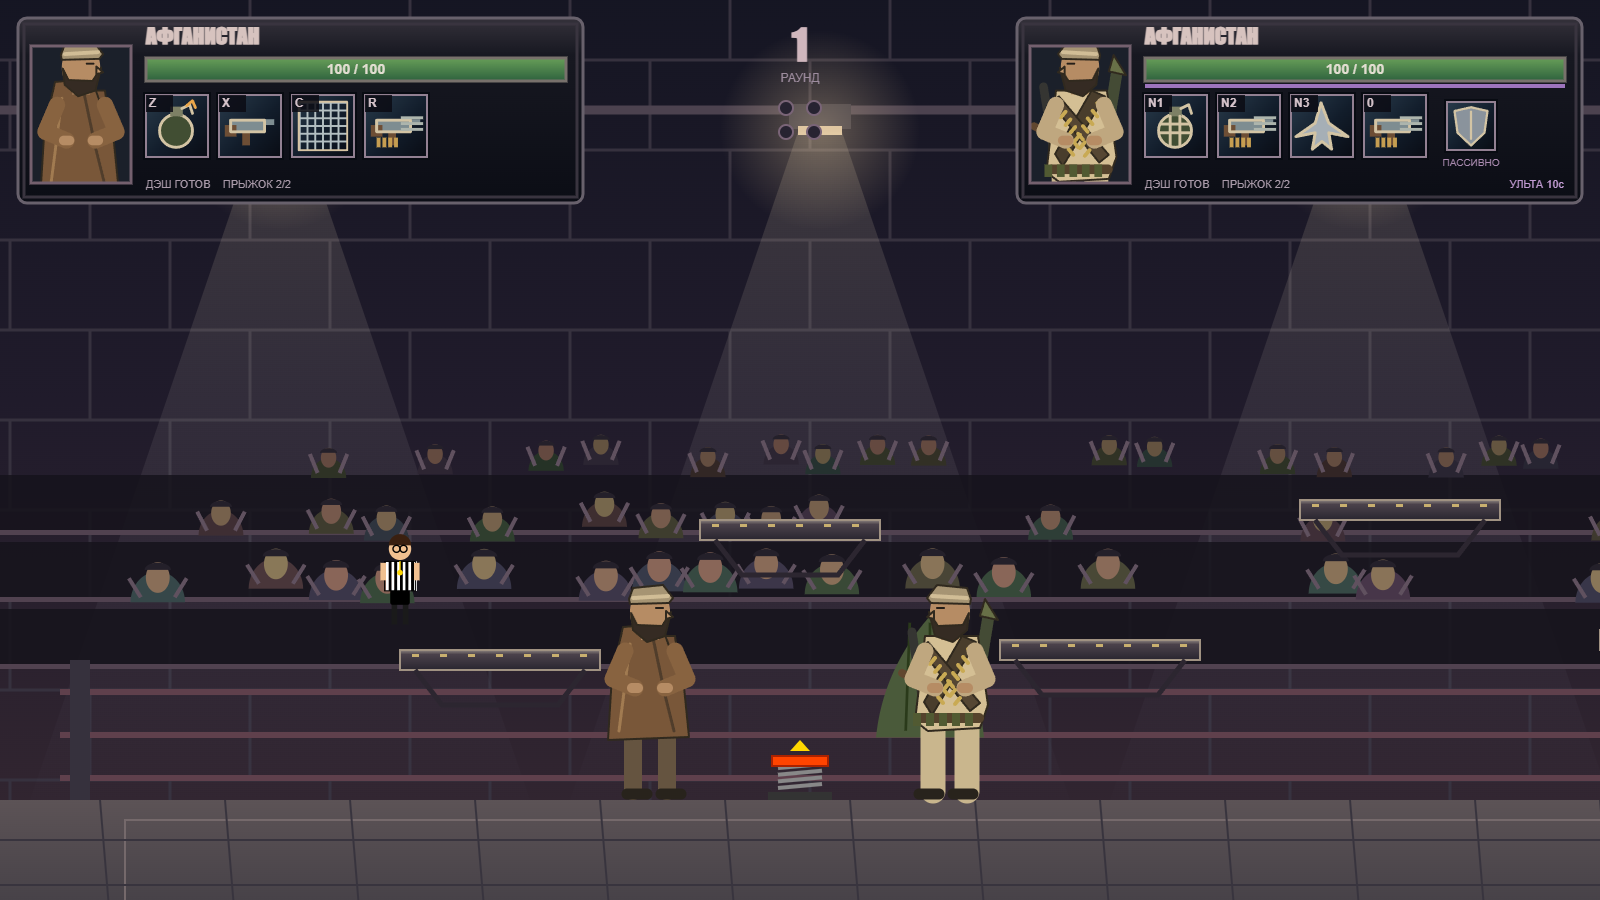 АФГАНИСТАН
100 / 100
Z X C R
ДЭШ ГОТОВ ПРЫЖОК 2/2
1
РАУНД
АФГАНИСТАН
100 / 100
N1 N2 N3 0
ПАССИВНО
ДЭШ ГОТОВ ПРЫЖОК 2/2 УЛЬТА 10с